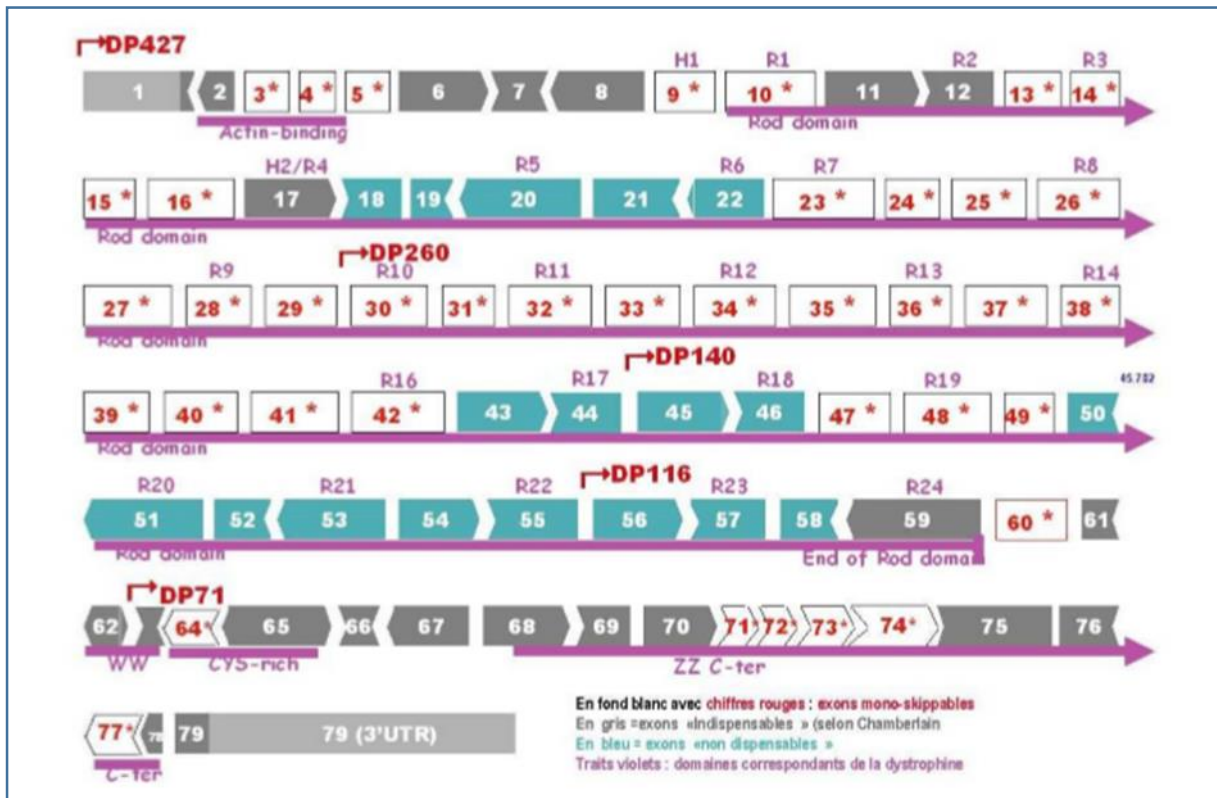 DP427
H1 R1 R2 R3
1 2 3* 4* 5* 6 7 8 9* 10* 11 12 13* 14*
Actin-binding Rod domain
H2/R4 R5 R6 R7 R8
15* 16* 17 18 19 20 21 22 23* 24* 25* 26*
Rod domain
DP260
R9 R10 R11 R12 R13 R14
27* 28* 29* 30* 31* 32* 33* 34* 35* 36* 37* 38*
Rod domain
DP140
R16 R17 R18 R19 45.702
39* 40* 41* 42* 43 44 45 46 47* 48* 49* 50
Rod domain
DP116
R20 R21 R22 R23 R24
51 52 53 54 55 56 57 58 59 60* 61
Rod domain End of Rod domai
DP71
62 64* 65 66 67 68 69 70 71* 72* 73* 74* 75 76
WW CYS-rich ZZ C-ter
77* 78 79 79 (3'UTR)
C-ter
En fond blanc avec chiffres rouges : exons mono-skippables
En gris =exons «Indispensables » (selon Chamberlain
En bleu = exons «non dispensables »
Traits violets : domaines correspondants de la dystrophine